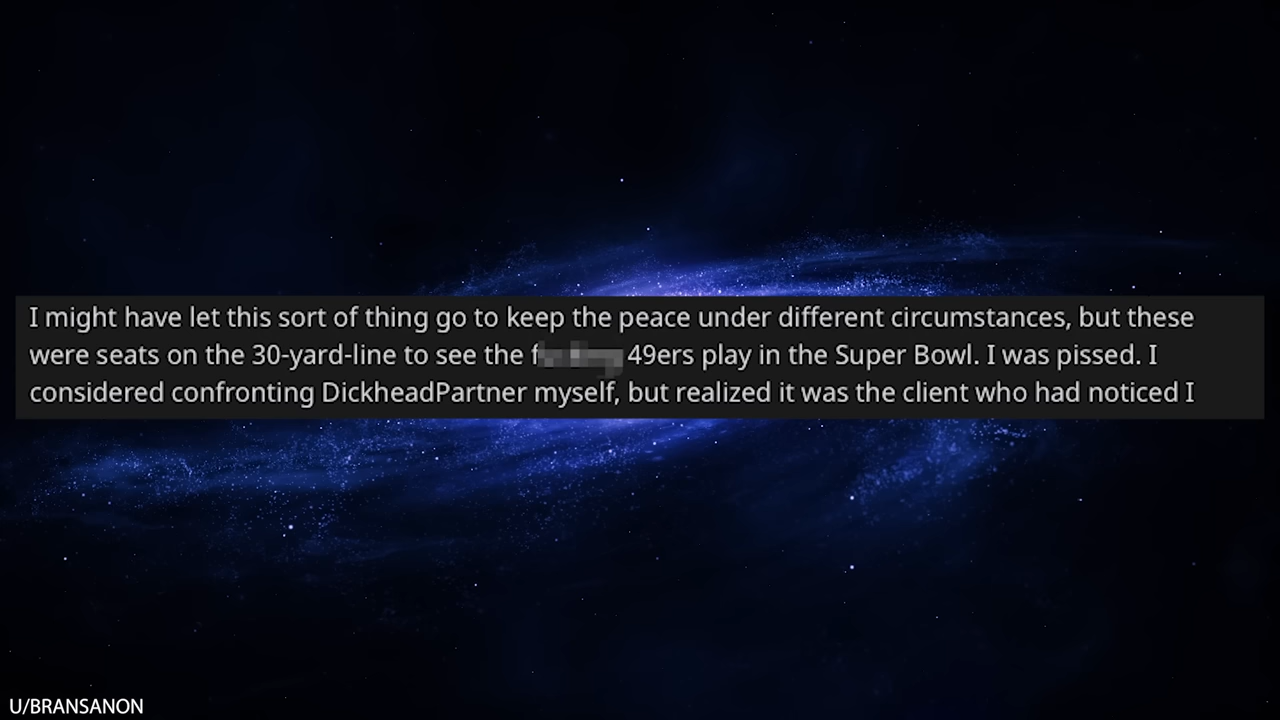 I might have let this sort of thing go to keep the peace under different circumstances, but these
were seats on the 30-yard-line to see the 49ers play in the Super Bowl. I was pissed. I
considered confronting DickheadPartner myself, but realized it was the client who had noticed I
U/BRANSANON